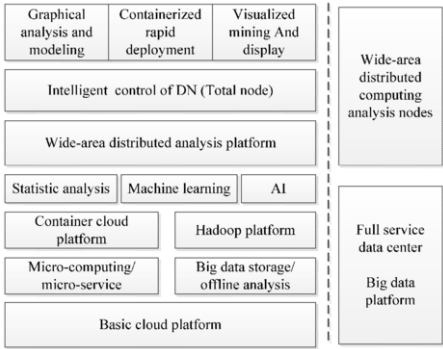 Graphical
analysis and
modeling
Containerized
rapid
deployment
Visualized
mining And
display
Intelligent control of DN (Total node)
Wide-area distributed analysis platform
Statistic analysis
Machine learning
AI
Container cloud
platform
Hadoop platform
Micro-computing/
micro-service
Big data storage/
offline analysis
Basic cloud platform
Wide-area
distributed
computing
analysis nodes
Full service
data center
Big data
platform